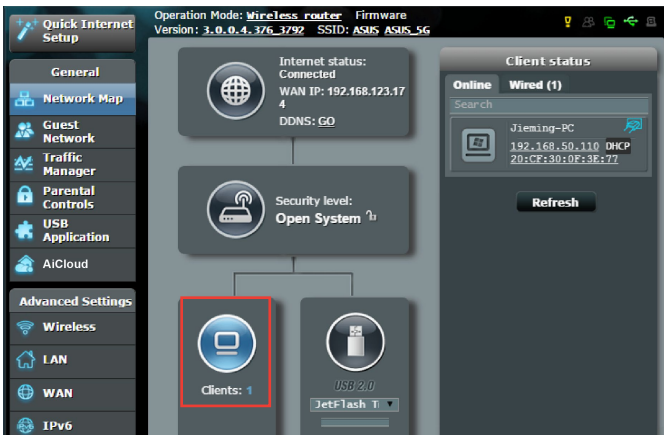 Quick Internet
Setup
General
Network Map
Guest
Network
Traffic
Manager
Parental
Controls
USB
Application
AiCloud
Advanced Settings
Wireless
LAN
WAN
IPv6
Operation Mode: Wireless router Firmware
Version: 3.0.0.4.376_3792 SSID: ASUS ASUS_5G
Internet status:
Connected
WAN IP: 192.168.123.17
4
DDNS: GO
Security level:
Open System
Clients: 1
USB 2.0
JetFlash Ti
Client status
Online Wired (1)
Search
Jieming-PC
192.168.50.110 DHCP
20:CF:30:0F:3E:77
Refresh